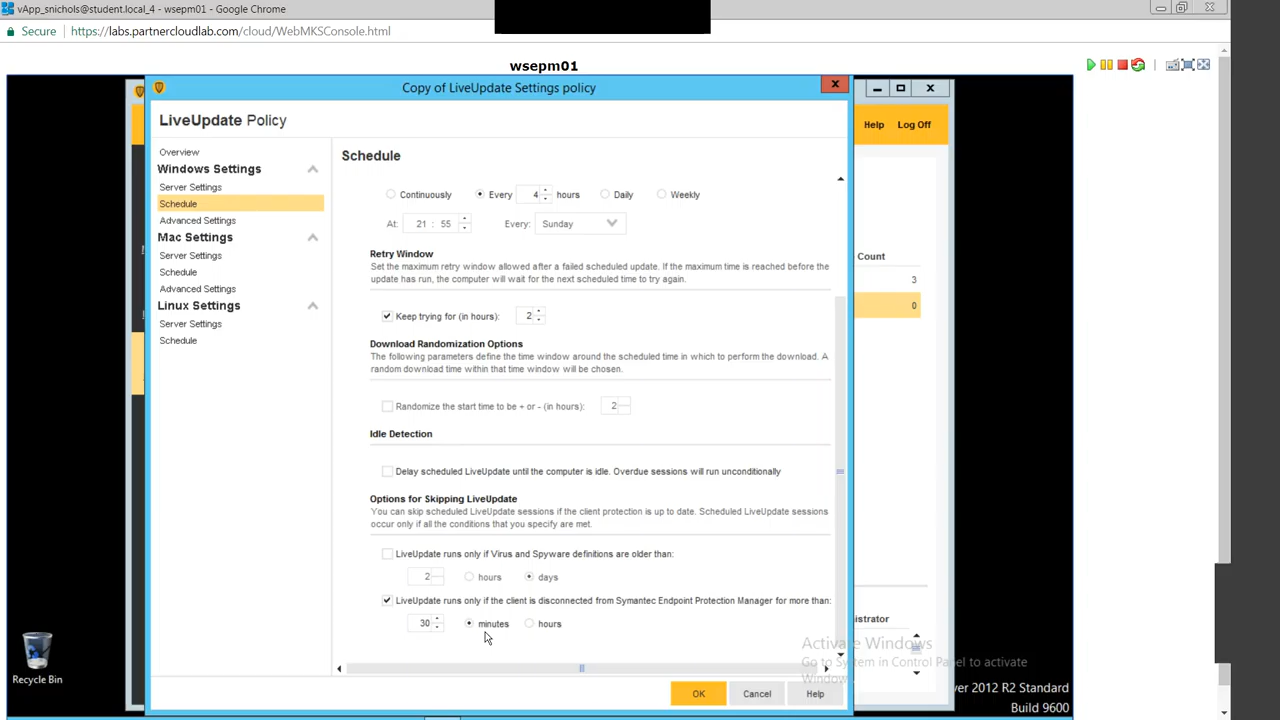 vApp_snichols@student.local_4 - wsepm01 - Google Chrome
Secure https://labs.partnercloudlab.com/cloud/WebMKSConsole.html
wsepm01
Copy of LiveUpdate Settings policy
LiveUpdate Policy
Help Log Off
Overview
Windows Settings
Server Settings
Schedule
Advanced Settings
Mac Settings
Server Settings
Schedule
Advanced Settings
Linux Settings
Server Settings
Schedule
Schedule
Continuously Every 4 hours Daily Weekly
At: 21 : 55 Every: Sunday
Retry Window
Set the maximum retry window allowed after a failed scheduled update. If the maximum time is reached before the
update has run, the computer will wait for the next scheduled time to try again.
Keep trying for (in hours): 2
Download Randomization Options
The following parameters define the time window around the scheduled time in which to perform the download. A
random download time within that time window will be chosen.
Randomize the start time to be + or - (in hours): 2
Idle Detection
Delay scheduled LiveUpdate until the computer is idle. Overdue sessions will run unconditionally
Options for Skipping LiveUpdate
You can skip scheduled LiveUpdate sessions if the client protection is up to date. Scheduled LiveUpdate sessions
occur only if all the conditions that you specify are met.
LiveUpdate runs only if Virus and Spyware definitions are older than:
2 hours days
LiveUpdate runs only if the client is disconnected from Symantec Endpoint Protection Manager for more than:
30 minutes hours
OK Cancel Help
Count
3
0
istrator
Activate Windows
Go to System in Control Panel to activate
Windows.
ver 2012 R2 Standard
Build 9600
Recycle Bin